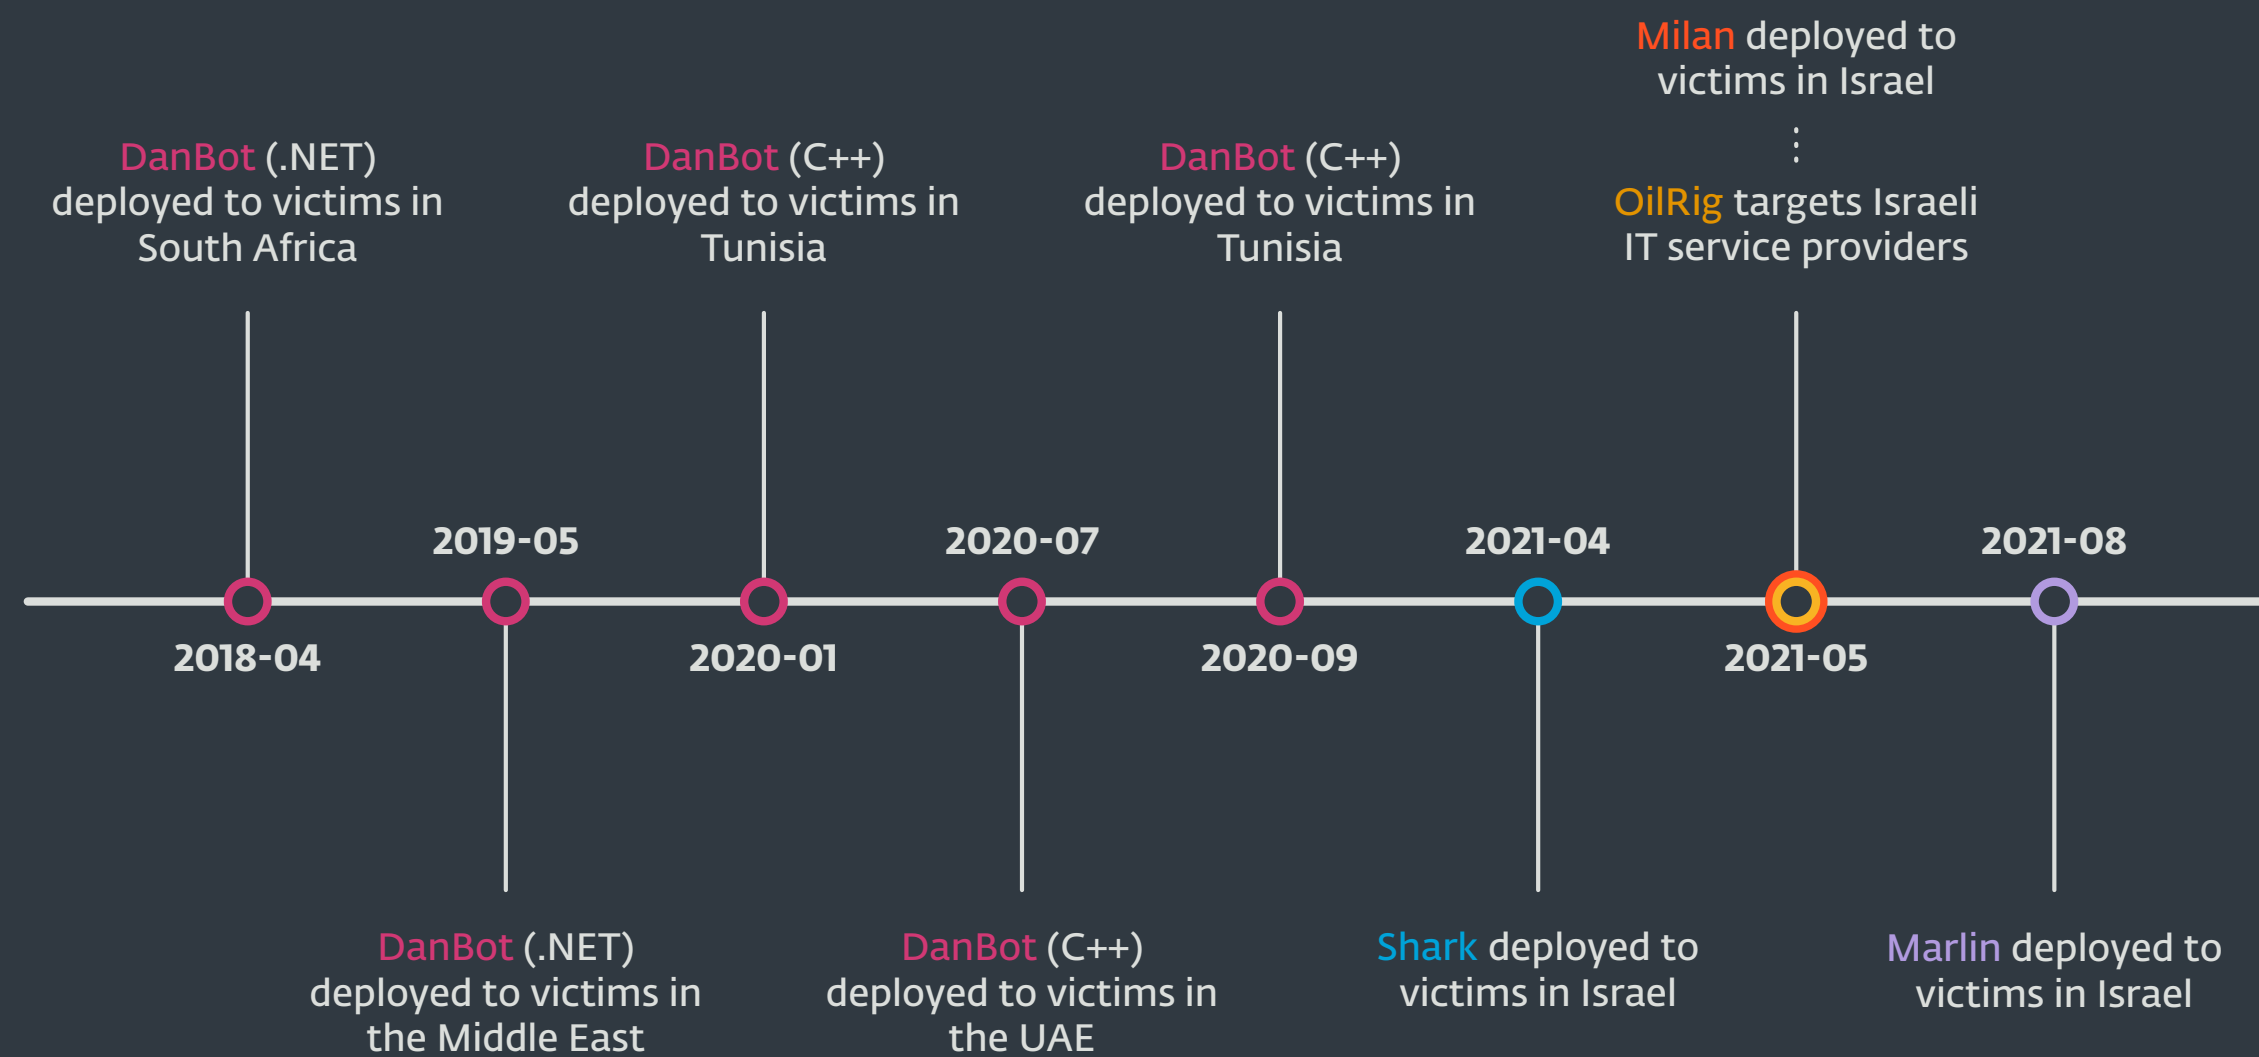 Milan deployed to
victims in Israel
OilRig targets Israeli
IT service providers
DanBot (.NET)
deployed to victims in
South Africa
DanBot (C++)
deployed to victims in
Tunisia
DanBot (C++)
deployed to victims in
Tunisia
2019-05
2020-07
2021-04
2021-08
2018-04
2020-01
2020-09
2021-05
DanBot (.NET)
deployed to victims in
the Middle East
DanBot (C++)
deployed to victims in
the UAE
Shark deployed to
victims in Israel
Marlin deployed to
victims in Israel